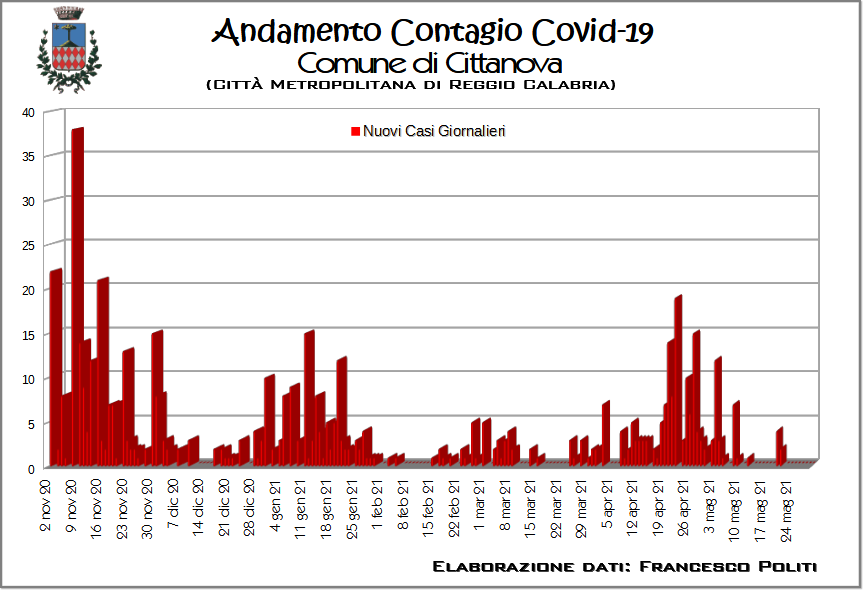 Andamento Contagio Covid-19
Comune di Cittanova
(Città Metropolitana di Reggio Calabria)
Nuovi Casi Giornalieri
40
35
30
25
20
15
10
5
0
2 nov 20
9 nov 20
16 nov 20
23 nov 20
30 nov 20
7 dic 20
14 dic 20
21 dic 20
28 dic 20
4 gen 21
11 gen 21
18 gen 21
25 gen 21
1 feb 21
8 feb 21
15 feb 21
22 feb 21
1 mar 21
8 mar 21
15 mar 21
22 mar 21
29 mar 21
5 apr 21
12 apr 21
19 apr 21
26 apr 21
3 mag 21
10 mag 21
17 mag 21
24 mag 21
Elaborazione dati: Francesco Politi